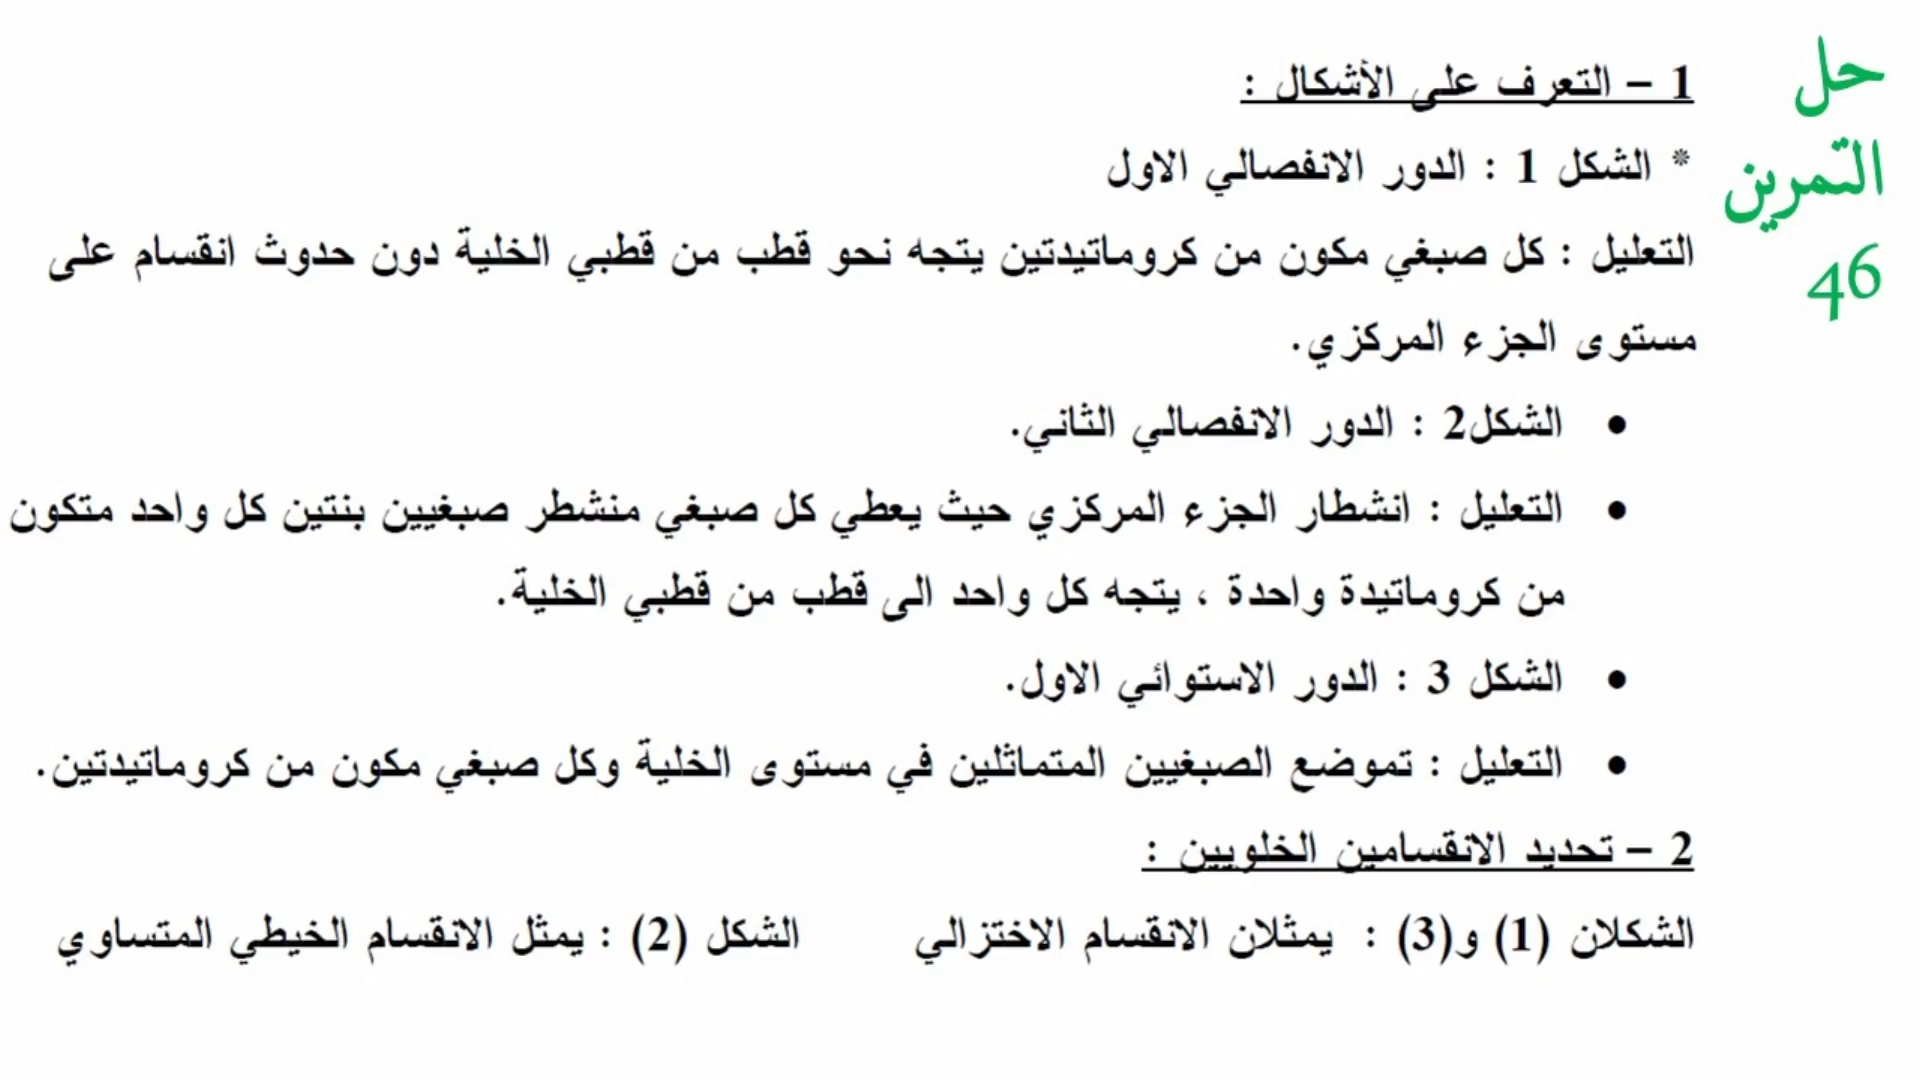 حل
التمرين
46
1 – التعرف على الأشكال :
* الشكل 1 : الدور الانفصالي الاول
التعليل : كل صبغي مكون من كروماتيدتين يتجه نحو قطب من قطبي الخلية دون حدوث انقسام على
مستوى الجزء المركزي.
• الشكل2 : الدور الانفصالي الثاني.
• التعليل : انشطار الجزء المركزي حيث يعطي كل صبغي منشطر صبغيين بنتين كل واحد متكون
من كروماتيدة واحدة ، يتجه كل واحد الى قطب من قطبي الخلية.
• الشكل 3 : الدور الاستوائي الاول.
• التعليل : تموضع الصبغيين المتماثلين في مستوى الخلية وكل صبغي مكون من كروماتيدتين.
2 – تحديد الانقسامين الخلويين :
الشكلان (1) و(3) : يمثلان الانقسام الاختزالي الشكل (2) : يمثل الانقسام الخيطي المتساوي